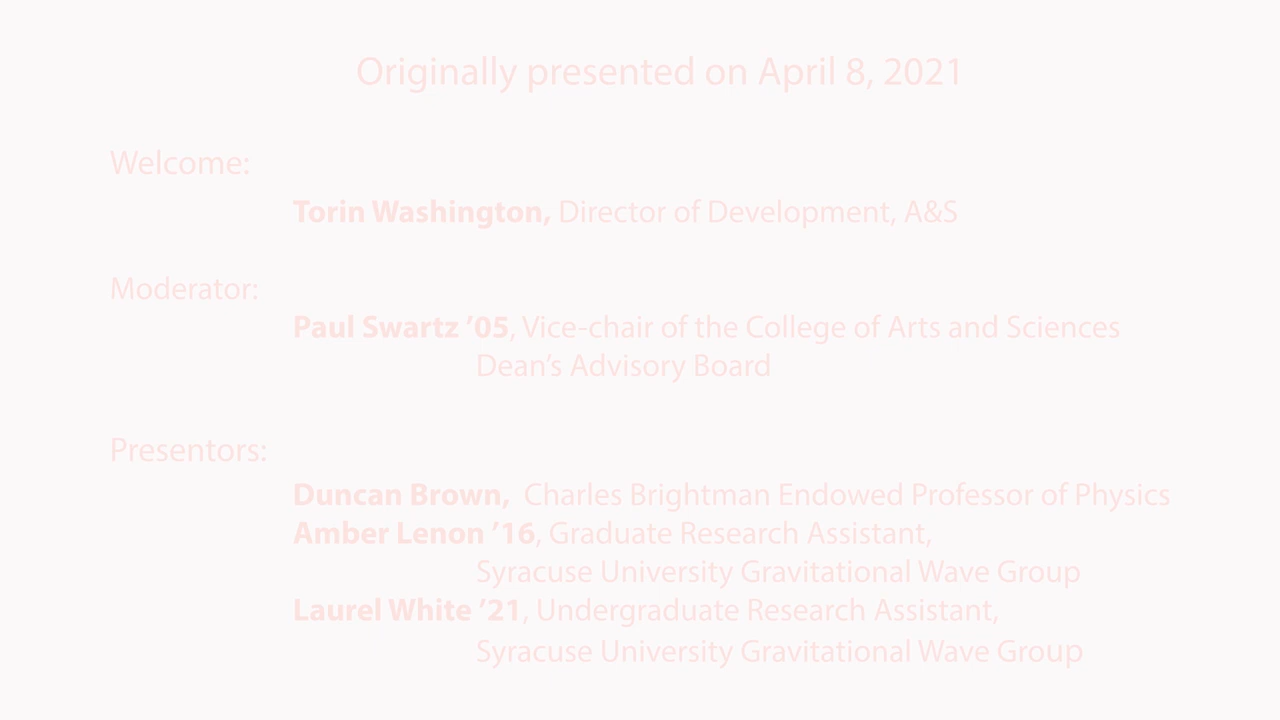 Originally presented on April 8, 2021
Welcome:
Torin Washington, Director of Development, A&S
Moderator:
Paul Swartz ’05, Vice-chair of the College of Arts and Sciences
Dean’s Advisory Board
Presentors:
Duncan Brown, Charles Brightman Endowed Professor of Physics
Amber Lenon ’16, Graduate Research Assistant,
Syracuse University Gravitational Wave Group
Laurel White ’21, Undergraduate Research Assistant,
Syracuse University Gravitational Wave Group